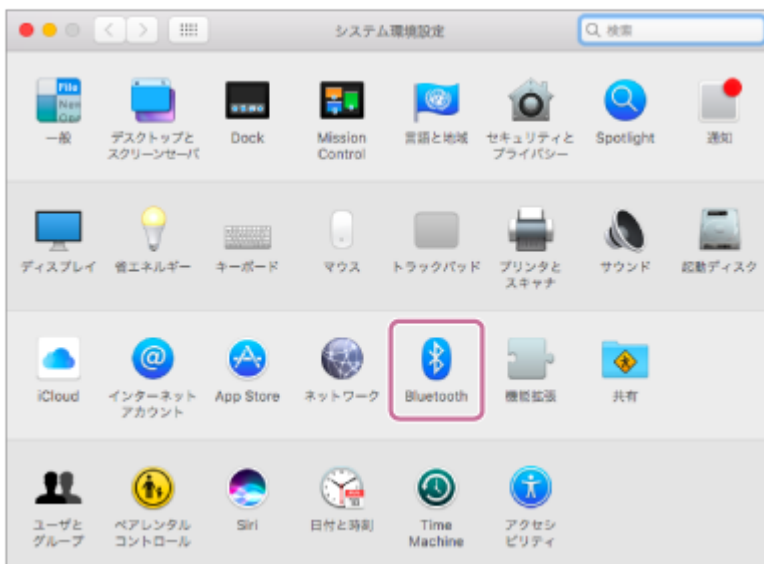 システム環境設定
検索
一般
デスクトップと
スクリーンセーバ
Dock
Mission
Control
言語と地域
セキュリティと
プライバシー
Spotlight
通知
ディスプレイ
省エネルギー
キーボード
マウス
トラックパッド
プリンタと
スキャナ
サウンド
起動ディスク
iCloud
インターネット
アカウント
App Store
ネットワーク
Bluetooth
機能拡張
共有
ユーザと
グループ
ペアレンタル
コントロール
Siri
日付と時刻
Time
Machine
アクセシ
ビリティ